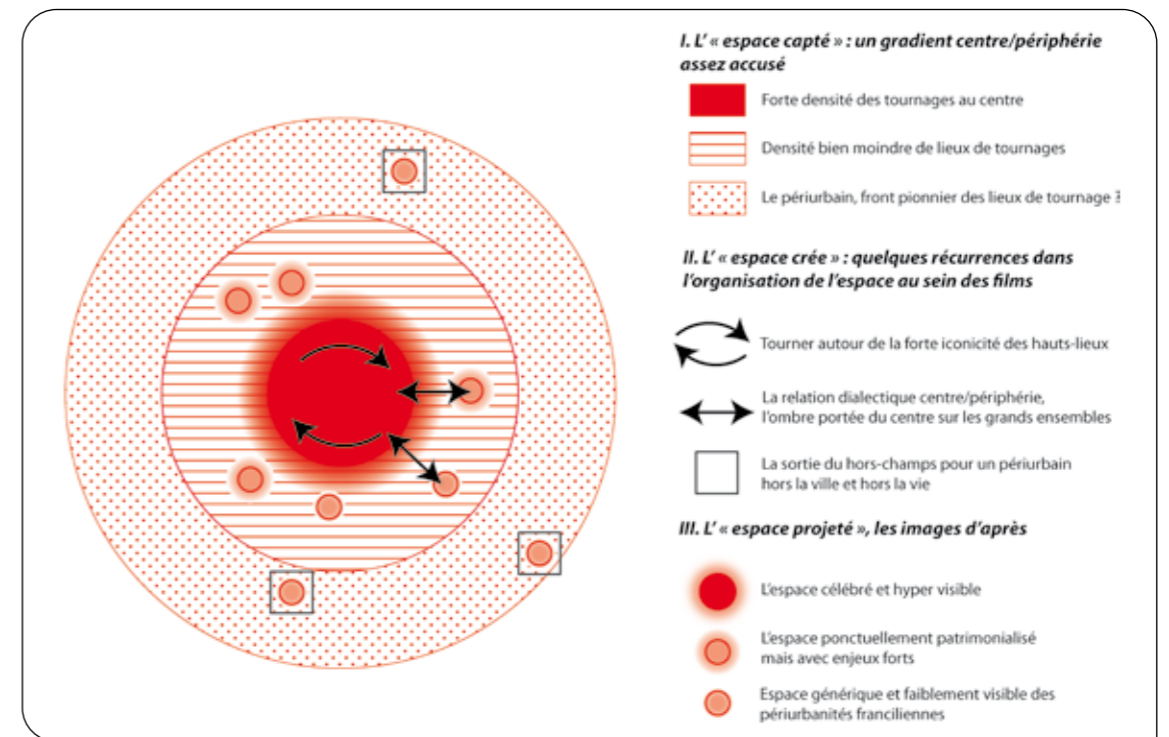 I. L' « espace capté » : un gradient centre/périphérie
assez accusé
Forte densité des tournages au centre
Densité bien moindre de lieux de tournages
Le périurbain, front pionnier des lieux de tournage ?
II. L' « espace crée » : quelques récurrences dans
l'organisation de l'espace au sein des films
Tourner autour de la forte iconicité des hauts-lieux
La relation dialectique centre/périphérie,
l'ombre portée du centre sur les grands ensembles
La sortie du hors-champs pour un périurbain
hors la ville et hors la vie
III. L' « espace projeté », les images d'après
L'espace célébré et hyper visible
L'espace ponctuellement patrimonialisé
mais avec enjeux forts
Espace générique et faiblement visible des
périurbanités franciliennes